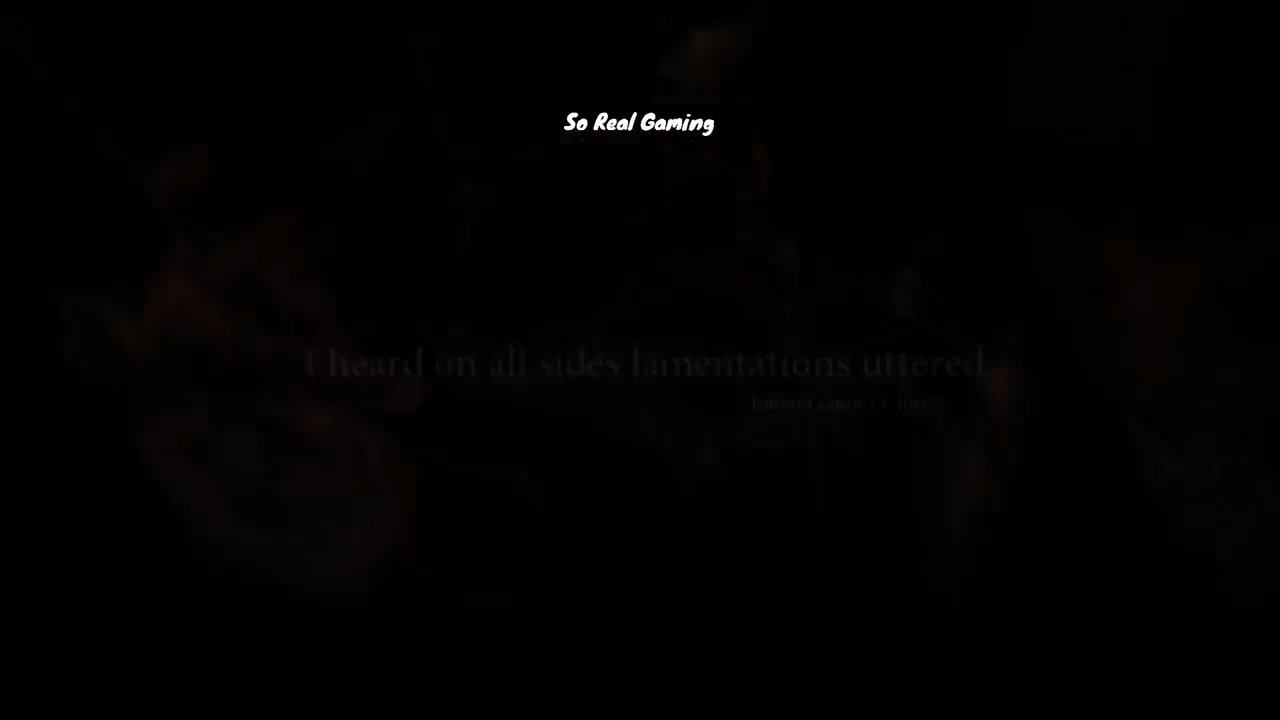 So Real Gaming
I heard on all sides lamentations uttered